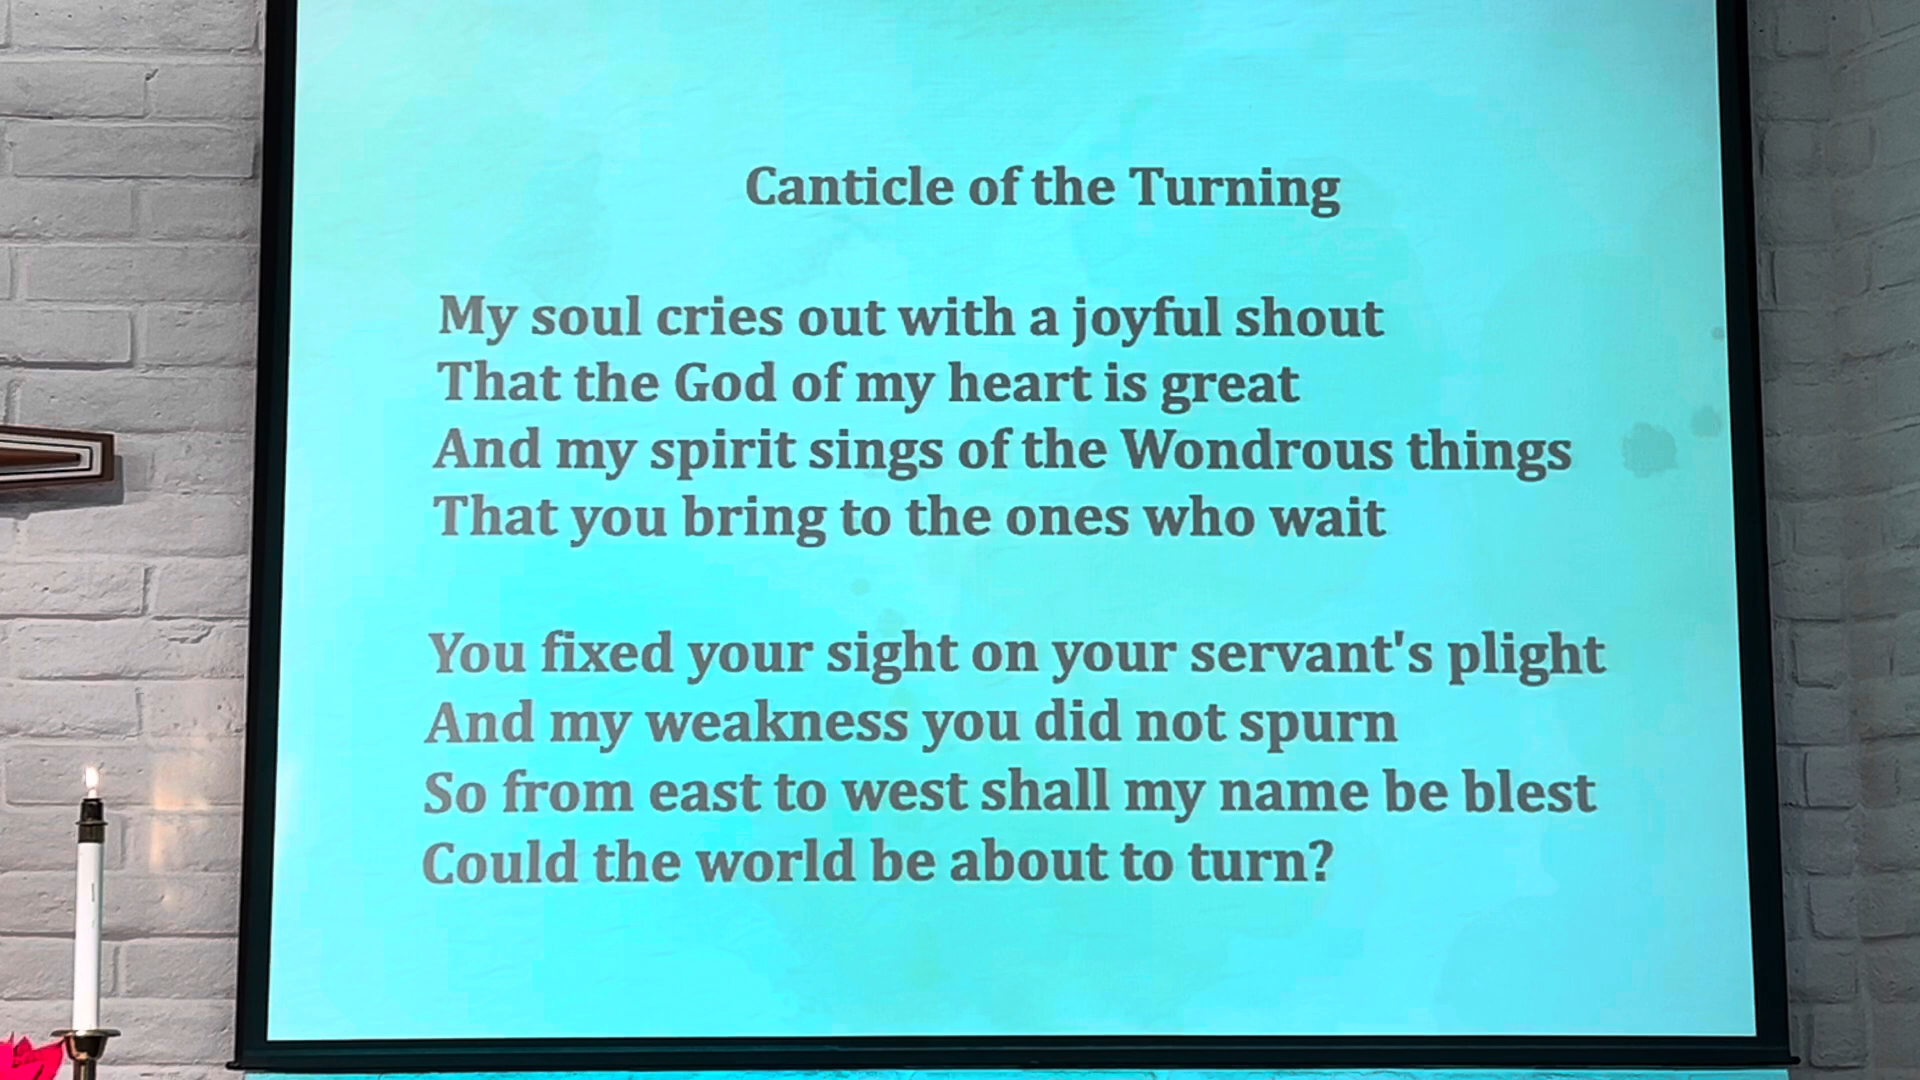 Canticle of the Turning
My soul cries out with a joyful shout
That the God of my heart is great
And my spirit sings of the Wondrous things
That you bring to the ones who wait
You fixed your sight on your servant's plight
And my weakness you did not spurn
So from east to west shall my name be blest
Could the world be about to turn?